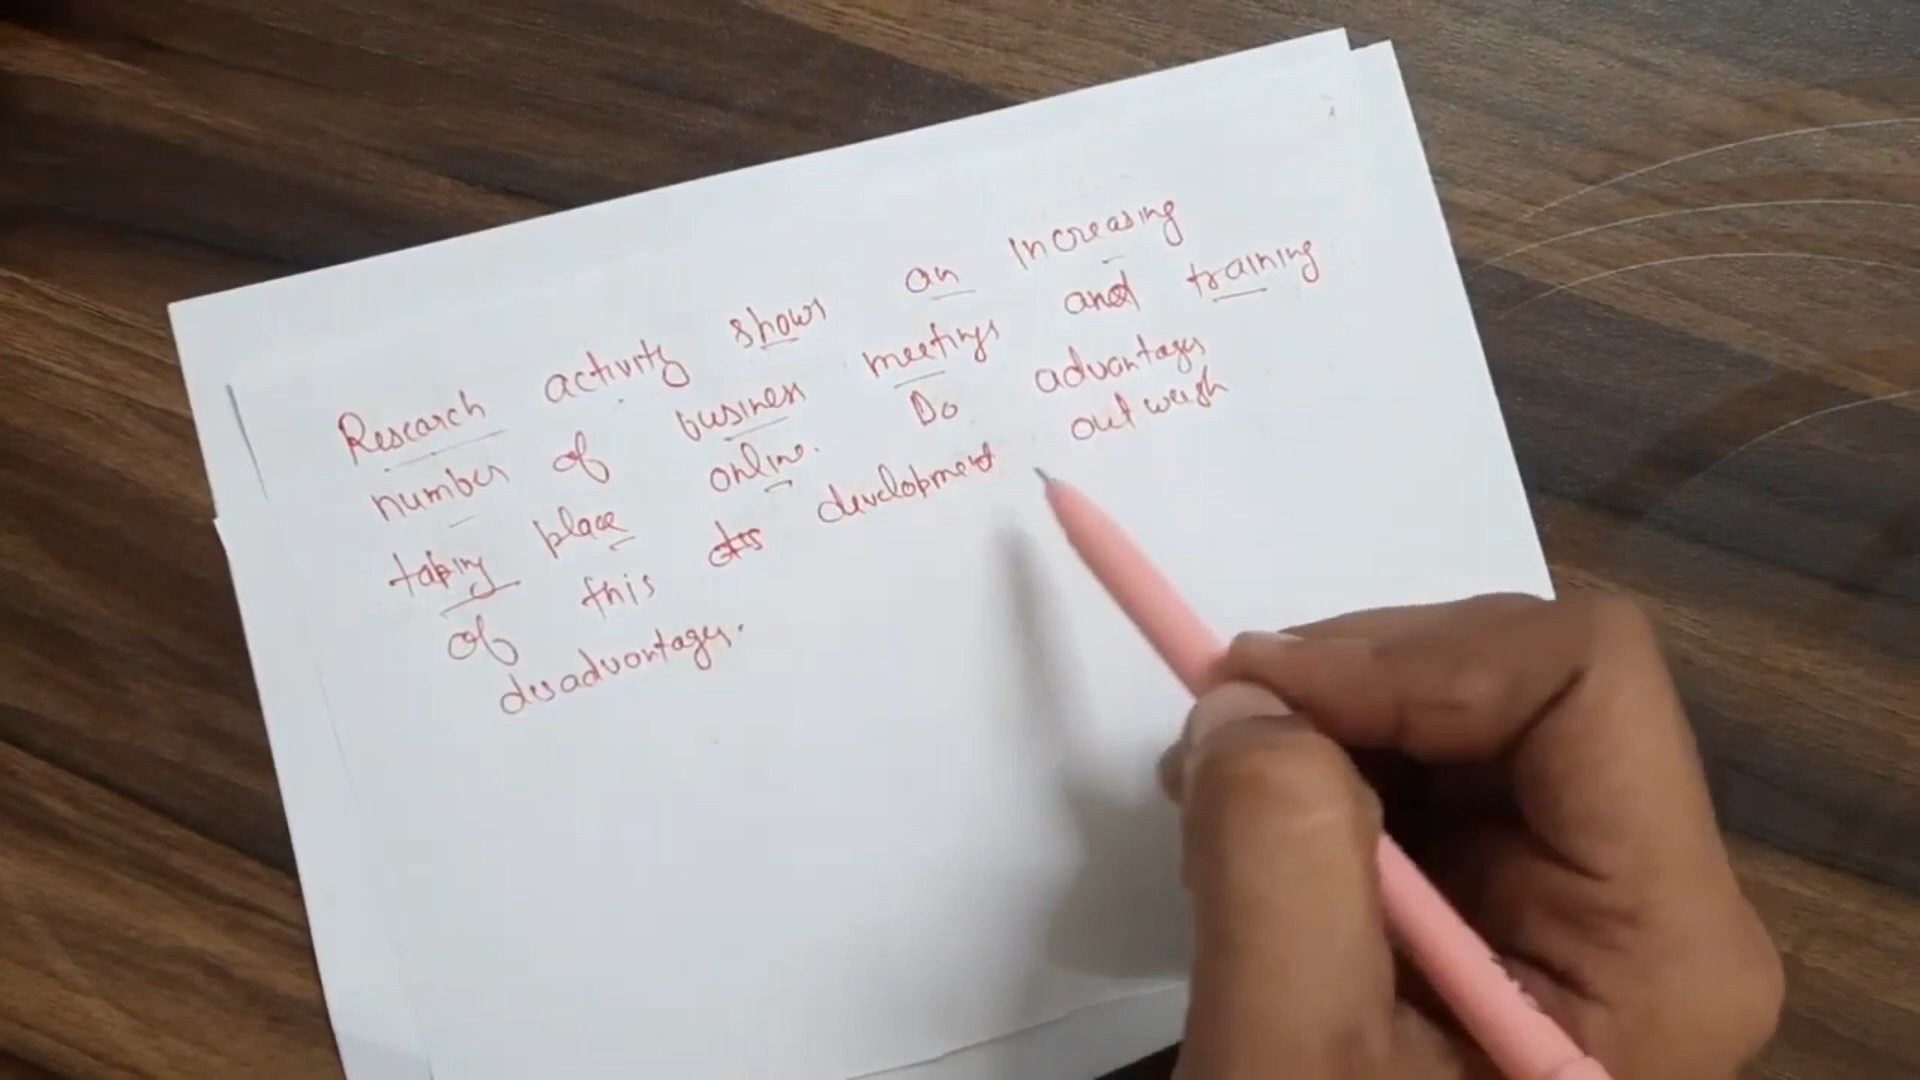 Research activity shows an increasing
number of business meetings and training
taking place online. Do advantages
of this development outweigh
disadvantages.